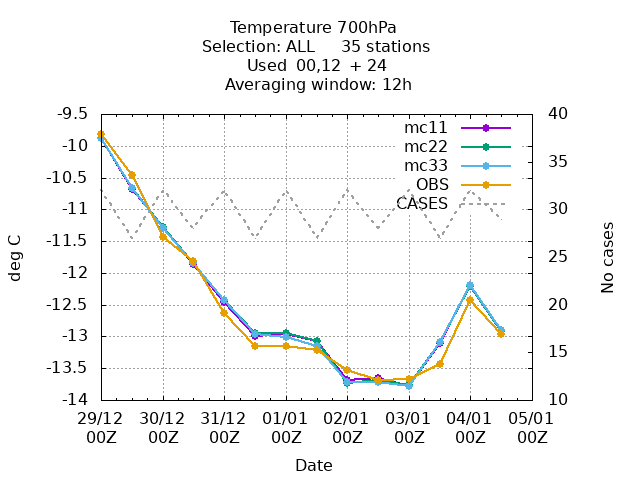 Temperature 700hPa
Selection: ALL 35 stations
Used 00,12 + 24
Averaging window: 12h
-9.5
-10
-10.5
-11
-11.5
-12
-12.5
-13
-13.5
-14
deg C
40
35
30
25
20
15
10
No cases
mc11
mc22
mc33
OBS
CASES
29/12 30/12 31/12 01/01 02/01 03/01 04/01 05/01
00Z 00Z 00Z 00Z 00Z 00Z 00Z 00Z
Date